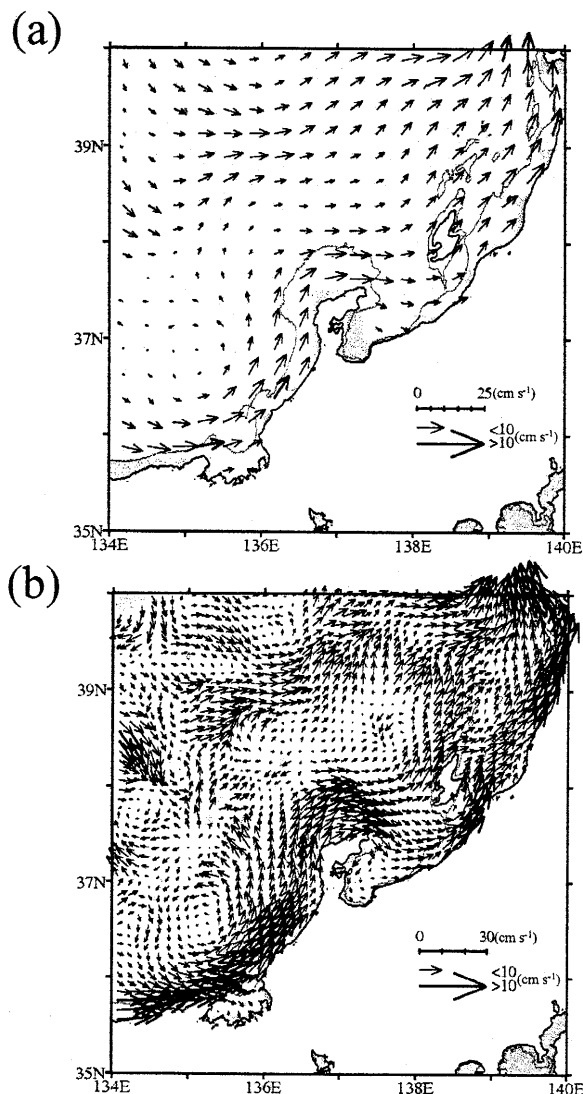 (a)
39N
37N
0 25(cm s⁻¹)
<10
>10(cm s⁻¹)
35N
134E 136E 138E 140E
(b)
39N
37N
0 30(cm s⁻¹)
<10
>10(cm s⁻¹)
35N
134E 136E 138E 140E